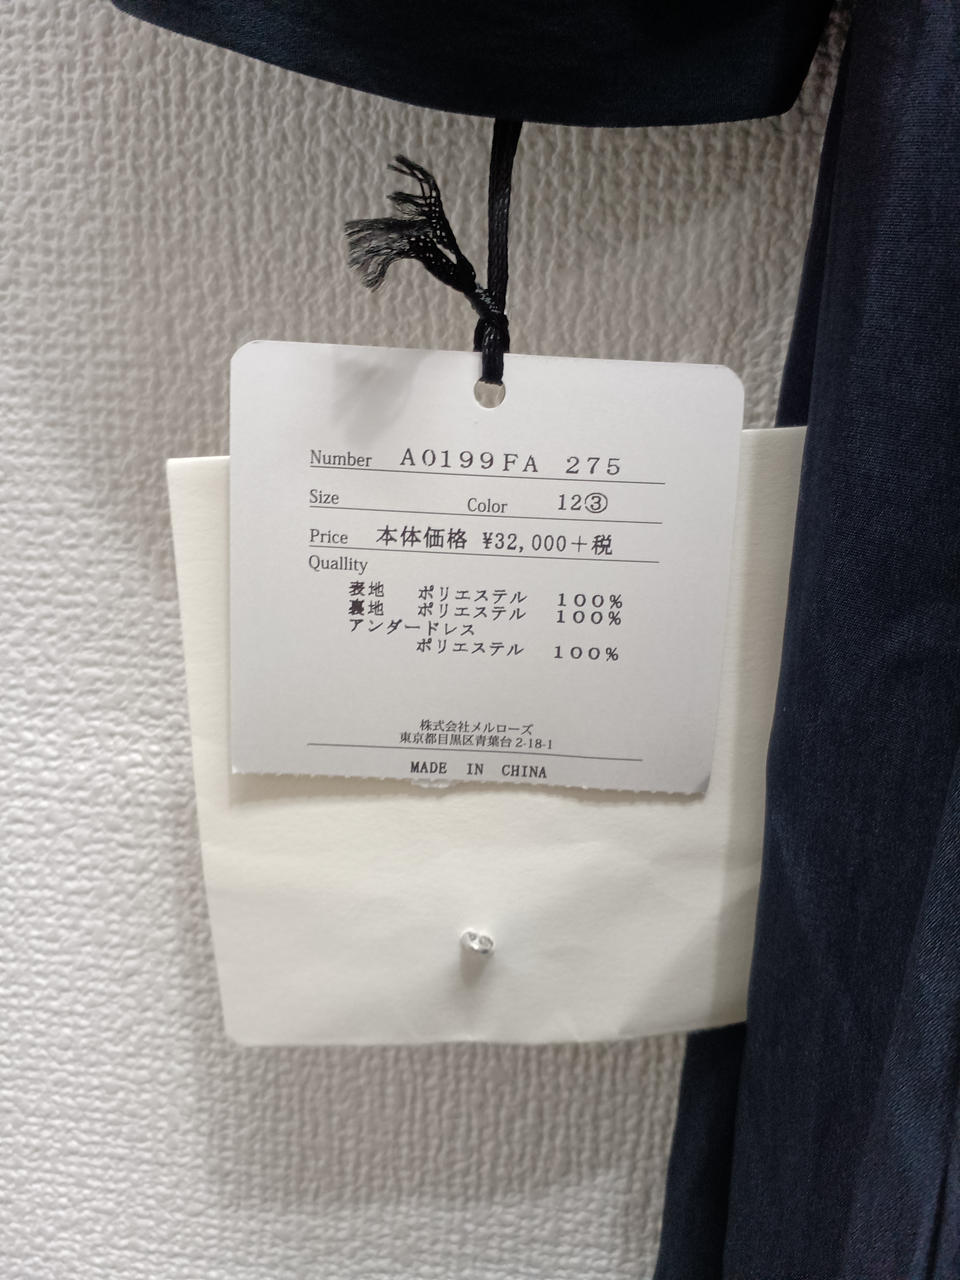 Number A0199FA 275
Size Color 12③
Price 本体価格 ¥32,000+税
Quallity
表地 ポリエステル 100%
裏地 ポリエステル 100%
アンダードレス
ポリエステル 100%
株式会社メルローズ
東京都目黒区青葉台2-18-1
MADE IN CHINA